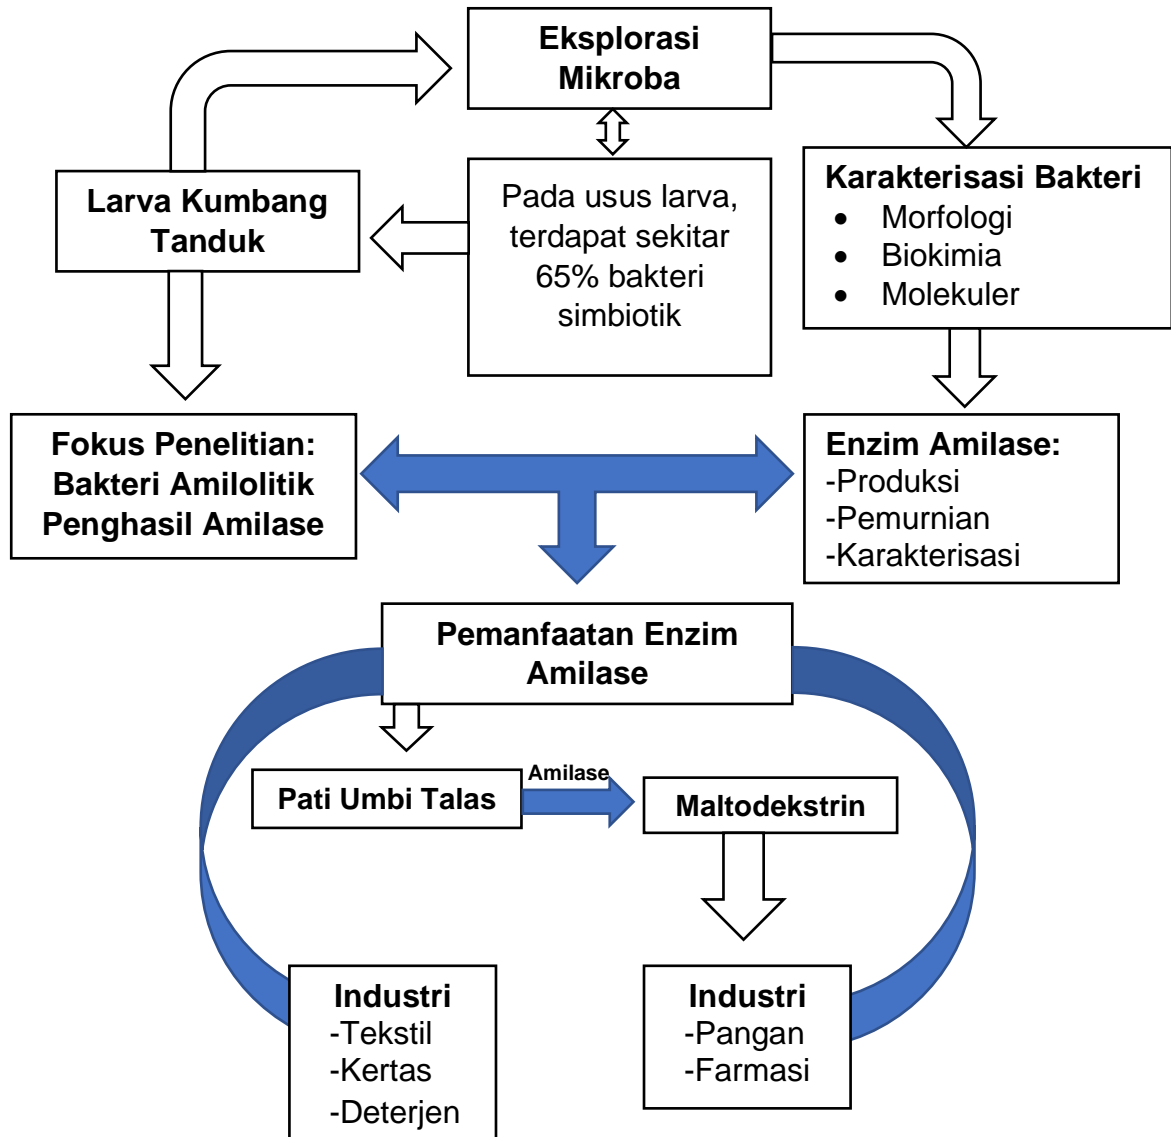 Eksplorasi
Mikroba
Larva Kumbang
Tanduk
Pada usus larva,
terdapat sekitar
65% bakteri
simbiotik
Karakterisasi Bakteri
• Morfologi
• Biokimia
• Molekuler
Fokus Penelitian:
Bakteri Amilolitik
Penghasil Amilase
Enzim Amilase:
-Produksi
-Pemurnian
-Karakterisasi
Pemanfaatan Enzim
Amilase
Pati Umbi Talas
Amilase
Maltodekstrin
Industri
-Tekstil
-Kertas
-Deterjen
Industri
-Pangan
-Farmasi